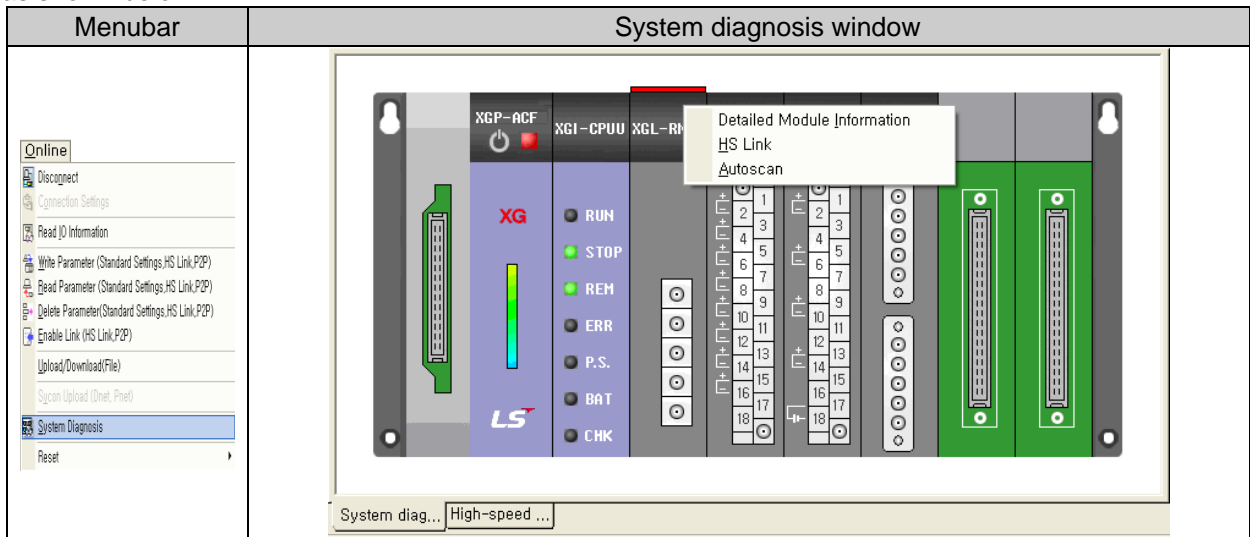 Menubar
System diagnosis window
Online
Disconnect
Connection Settings
Read IO Information
Write Parameter (Standard Settings,HS Link,P2P)
Read Parameter (Standard Settings,HS Link,P2P)
Delete Parameter(Standard Settings,HS Link,P2P)
Enable Link (HS Link,P2P)
Upload/Download(File)
Sycon Upload (Dnet, Pnet)
System Diagnosis
Reset
XGP-ACF
XGI-CPUU
Detailed Module Information
HS Link
Autoscan
XG
RUN
STOP
REM
ERR
P.S.
BAT
CHK
LS
1
2
3
4
5
6
7
8
9
10
11
12
13
14
15
16
17
18
1
2
3
4
5
6
7
8
9
10
11
12
13
14
15
16
17
18
System diag...
High-speed ...